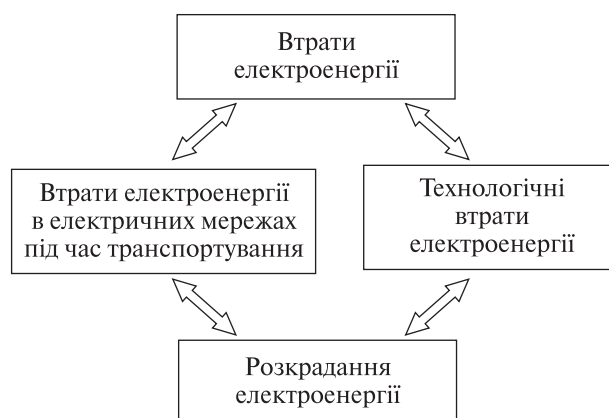 Втрати
електроенергії
Втрати електроенергії
в електричних мережах
під час транспортування
Технологічні
втрати
електроенергії
Розкрадання
електроенергії